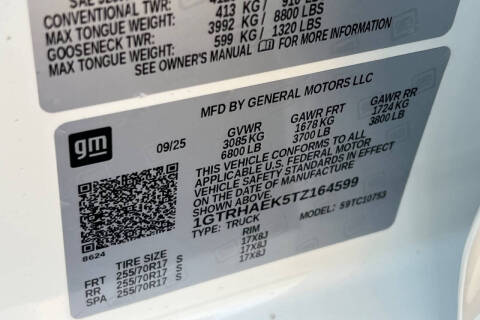 CONVENTIONAL TWR:
MAX TONGUE WEIGHT: 413 KG /
GOOSENECK TWR: 3992 KG / 8800 LBS
MAX TONGUE WEIGHT: 599 KG / 1320 LBS
SEE OWNER'S MANUAL FOR MORE INFORMATION
MFD BY GENERAL MOTORS LLC
gm
09/25
GVWR GAWR FRT GAWR RR
3085 KG 1678 KG 1724 KG
6800 LB 3700 LB 3800 LB
THIS VEHICLE CONFORMS TO ALL
APPLICABLE U.S. FEDERAL MOTOR
VEHICLE SAFETY STANDARDS IN EFFECT
ON THE DATE OF MANUFACTURE
1GTRHAEK5TZ164599
TYPE: TRUCK MODEL: 59TC10753
8624
TIRE SIZE RIM
FRT 255/70R17 S 17X8J
RR 255/70R17 S 17X8J
SPA 255/70R17 S 17X8J